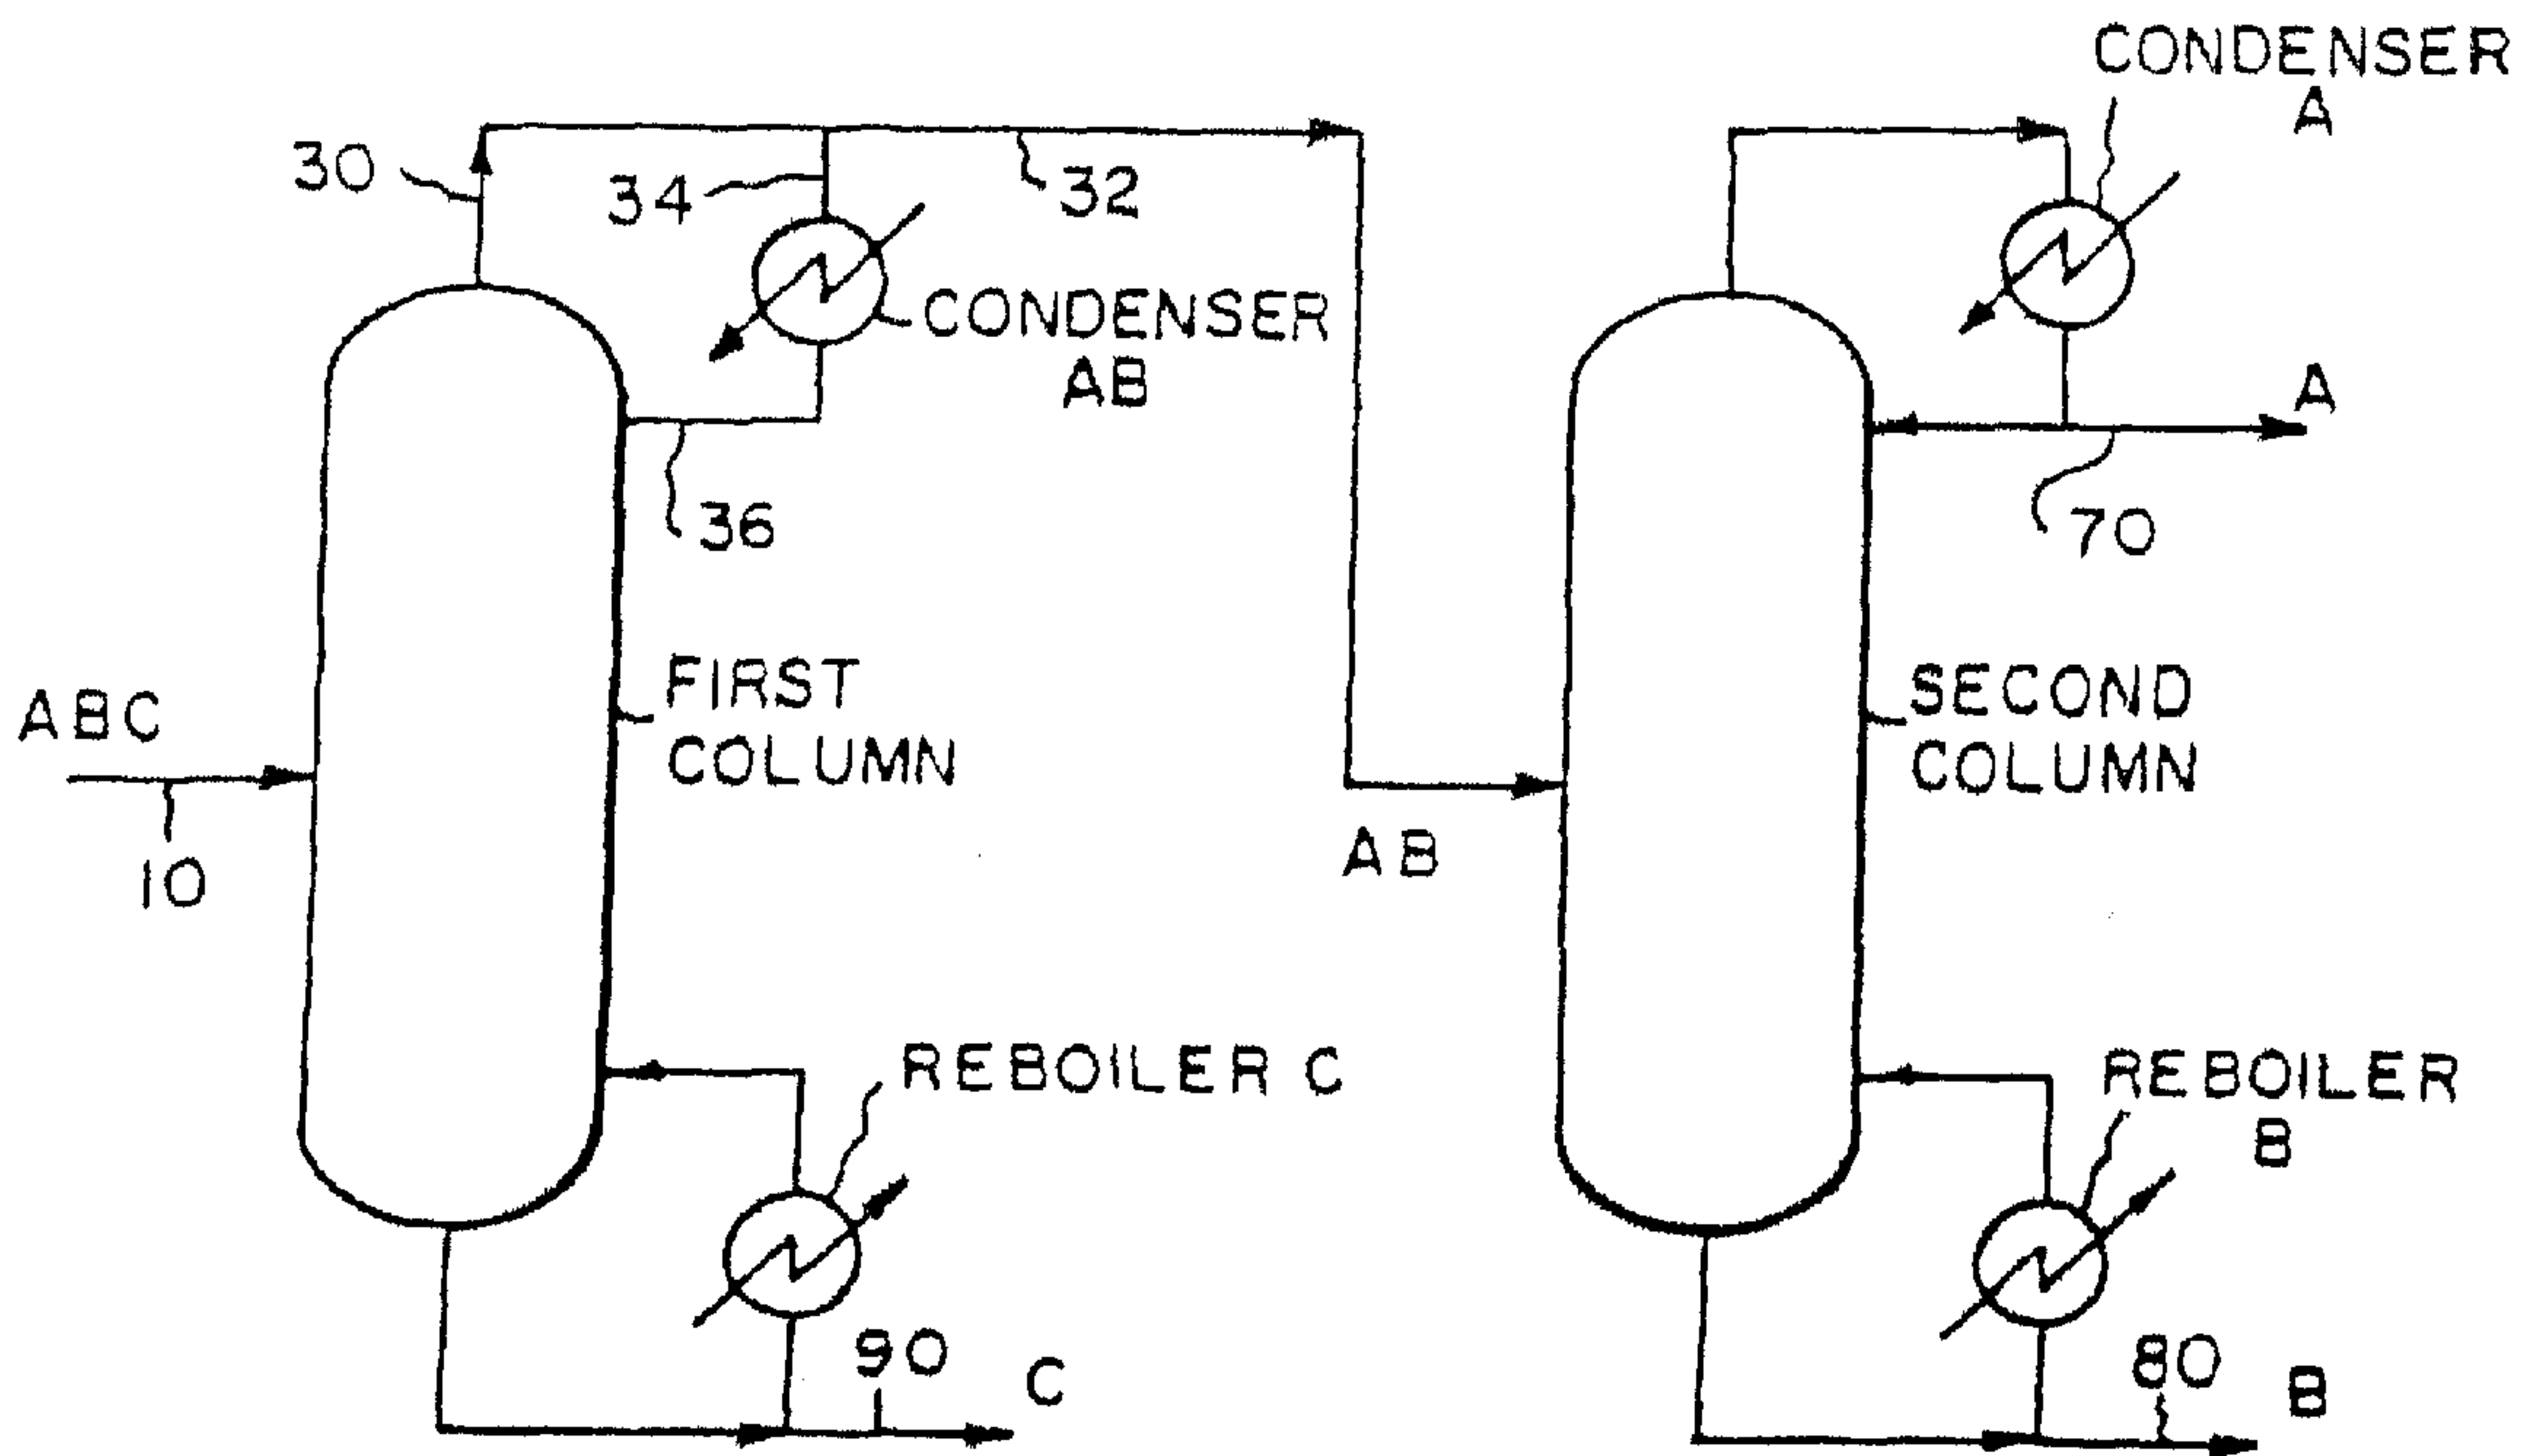 CONDENSER
A
30
34
32
CONDENSER
AB
A
36
70
ABC
FIRST
COLUMN
SECOND
COLUMN
10
AB
REBOILER C
REBOILER
B
90
C
80
B